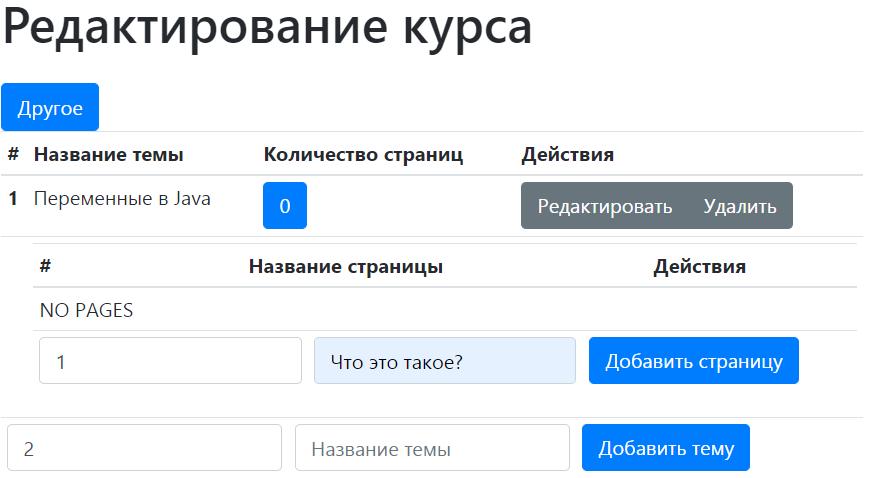 Редактирование курса
Другое
# Название темы Количество страниц Действия
1 Переменные в Java 0 Редактировать Удалить
# Название страницы Действия
NO PAGES
1 Что это такое? Добавить страницу
2 Название темы Добавить тему